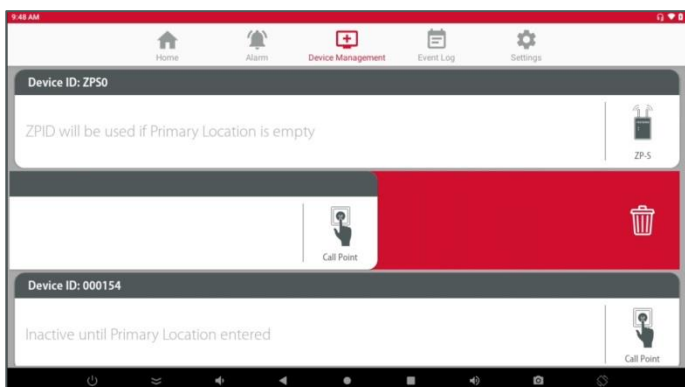 9:48 AM
Home
Alarm
Device Management
Event Log
Settings
Device ID: ZPS0
ZPID will be used if Primary Location is empty
ZP-S
Call Point
Device ID: 000154
Inactive until Primary Location entered
Call Point